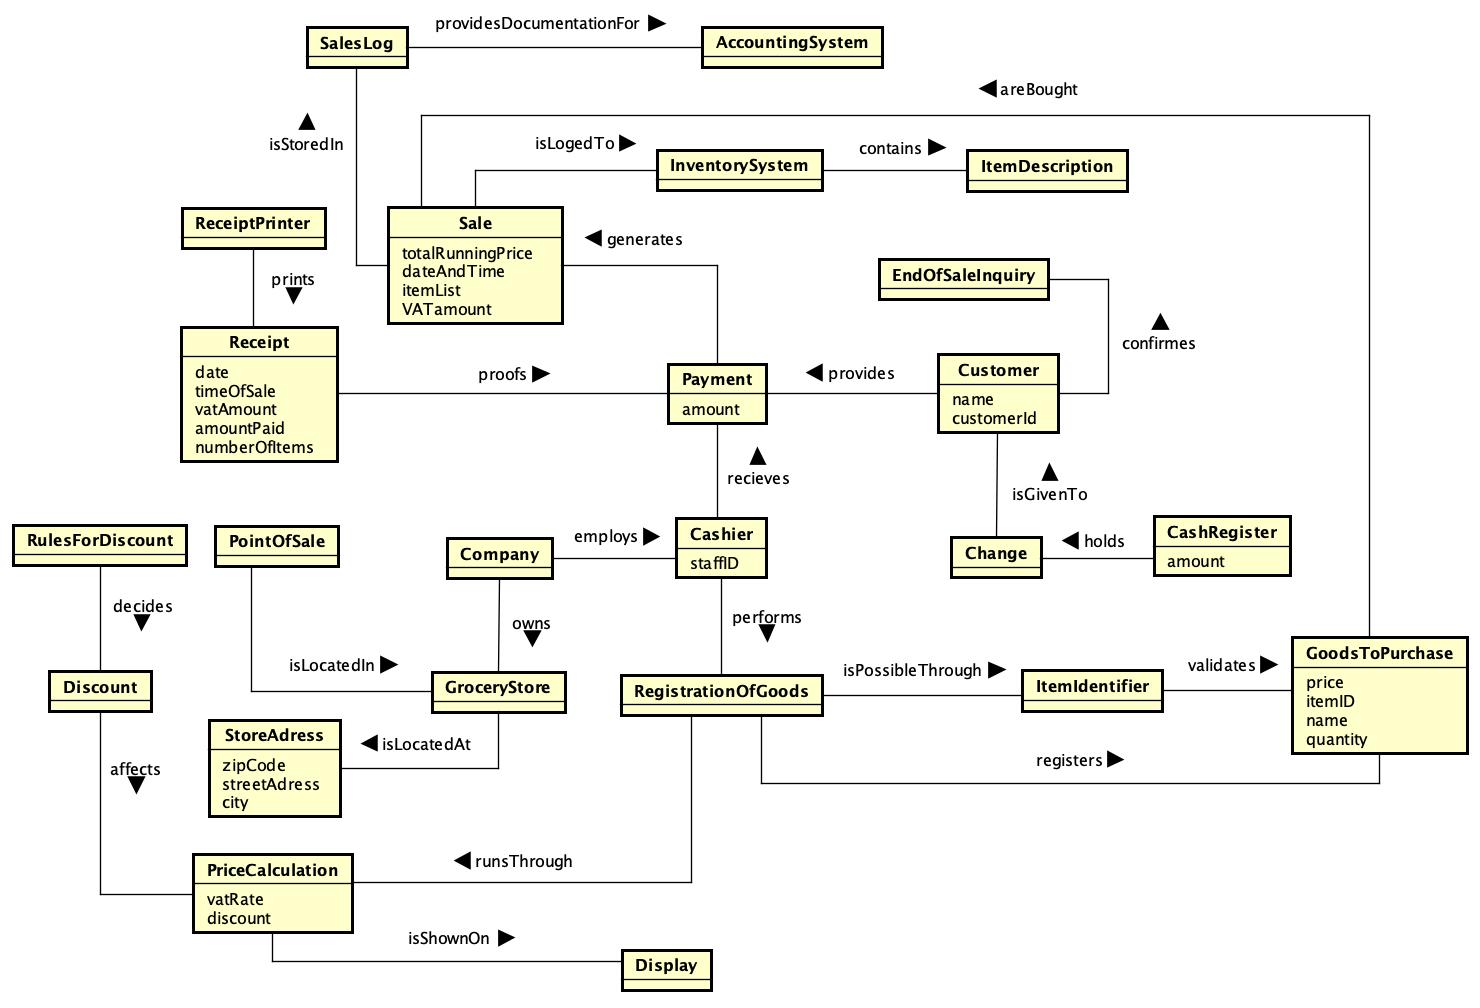 providesDocumentationFor
SalesLog
AccountingSystem
areBought
isStoredIn
isLogedTo
contains
InventorySystem
ItemDescription
ReceiptPrinter
Sale
totalRunningPrice
dateAndTime
itemList
VATamount
generates
prints
EndOfSaleInquiry
confirmes
Receipt
date
timeOfSale
vatAmount
amountPaid
numberOfItems
proofs
Payment
amount
provides
Customer
name
customerId
recieves
isGivenTo
RulesForDiscount
PointOfSale
Company
employs
Cashier
staffID
Change
holds
CashRegister
amount
decides
owns
performs
isLocatedIn
isPossibleThrough
validates
GoodsToPurchase
price
itemID
name
quantity
Discount
GroceryStore
RegistrationOfGoods
ItemIdentifier
StoreAdress
zipCode
streetAdress
city
isLocatedAt
registers
affects
PriceCalculation
vatRate
discount
runsThrough
isShownOn
Display